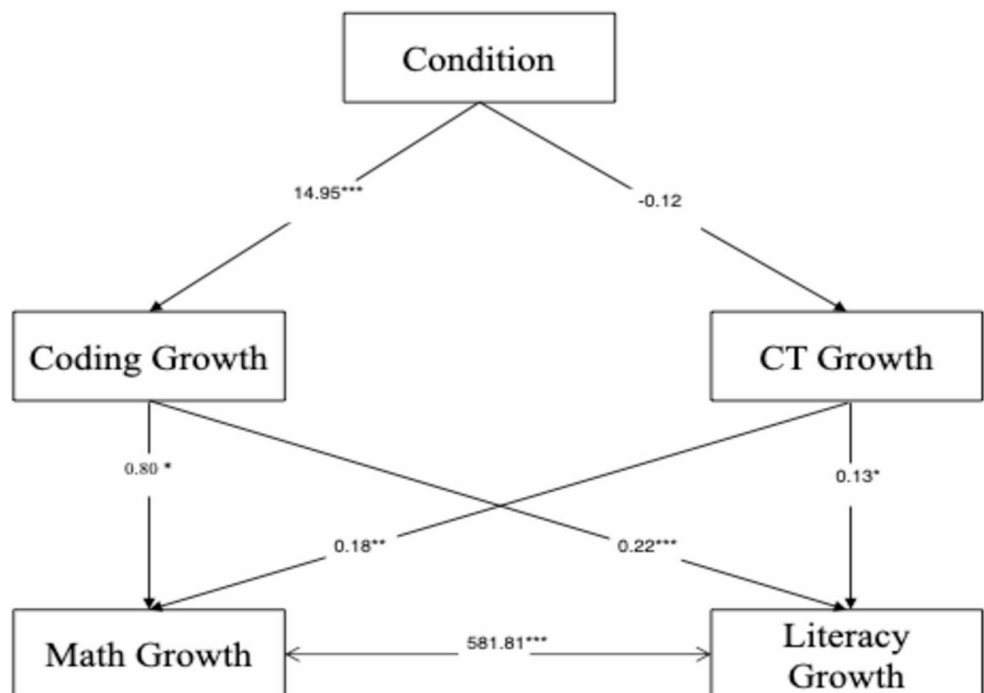 Condition
14.95***
-0.12
Coding Growth
CT Growth
0.80 *
0.13*
0.18**
0.22***
Math Growth
581.81***
Literacy
Growth